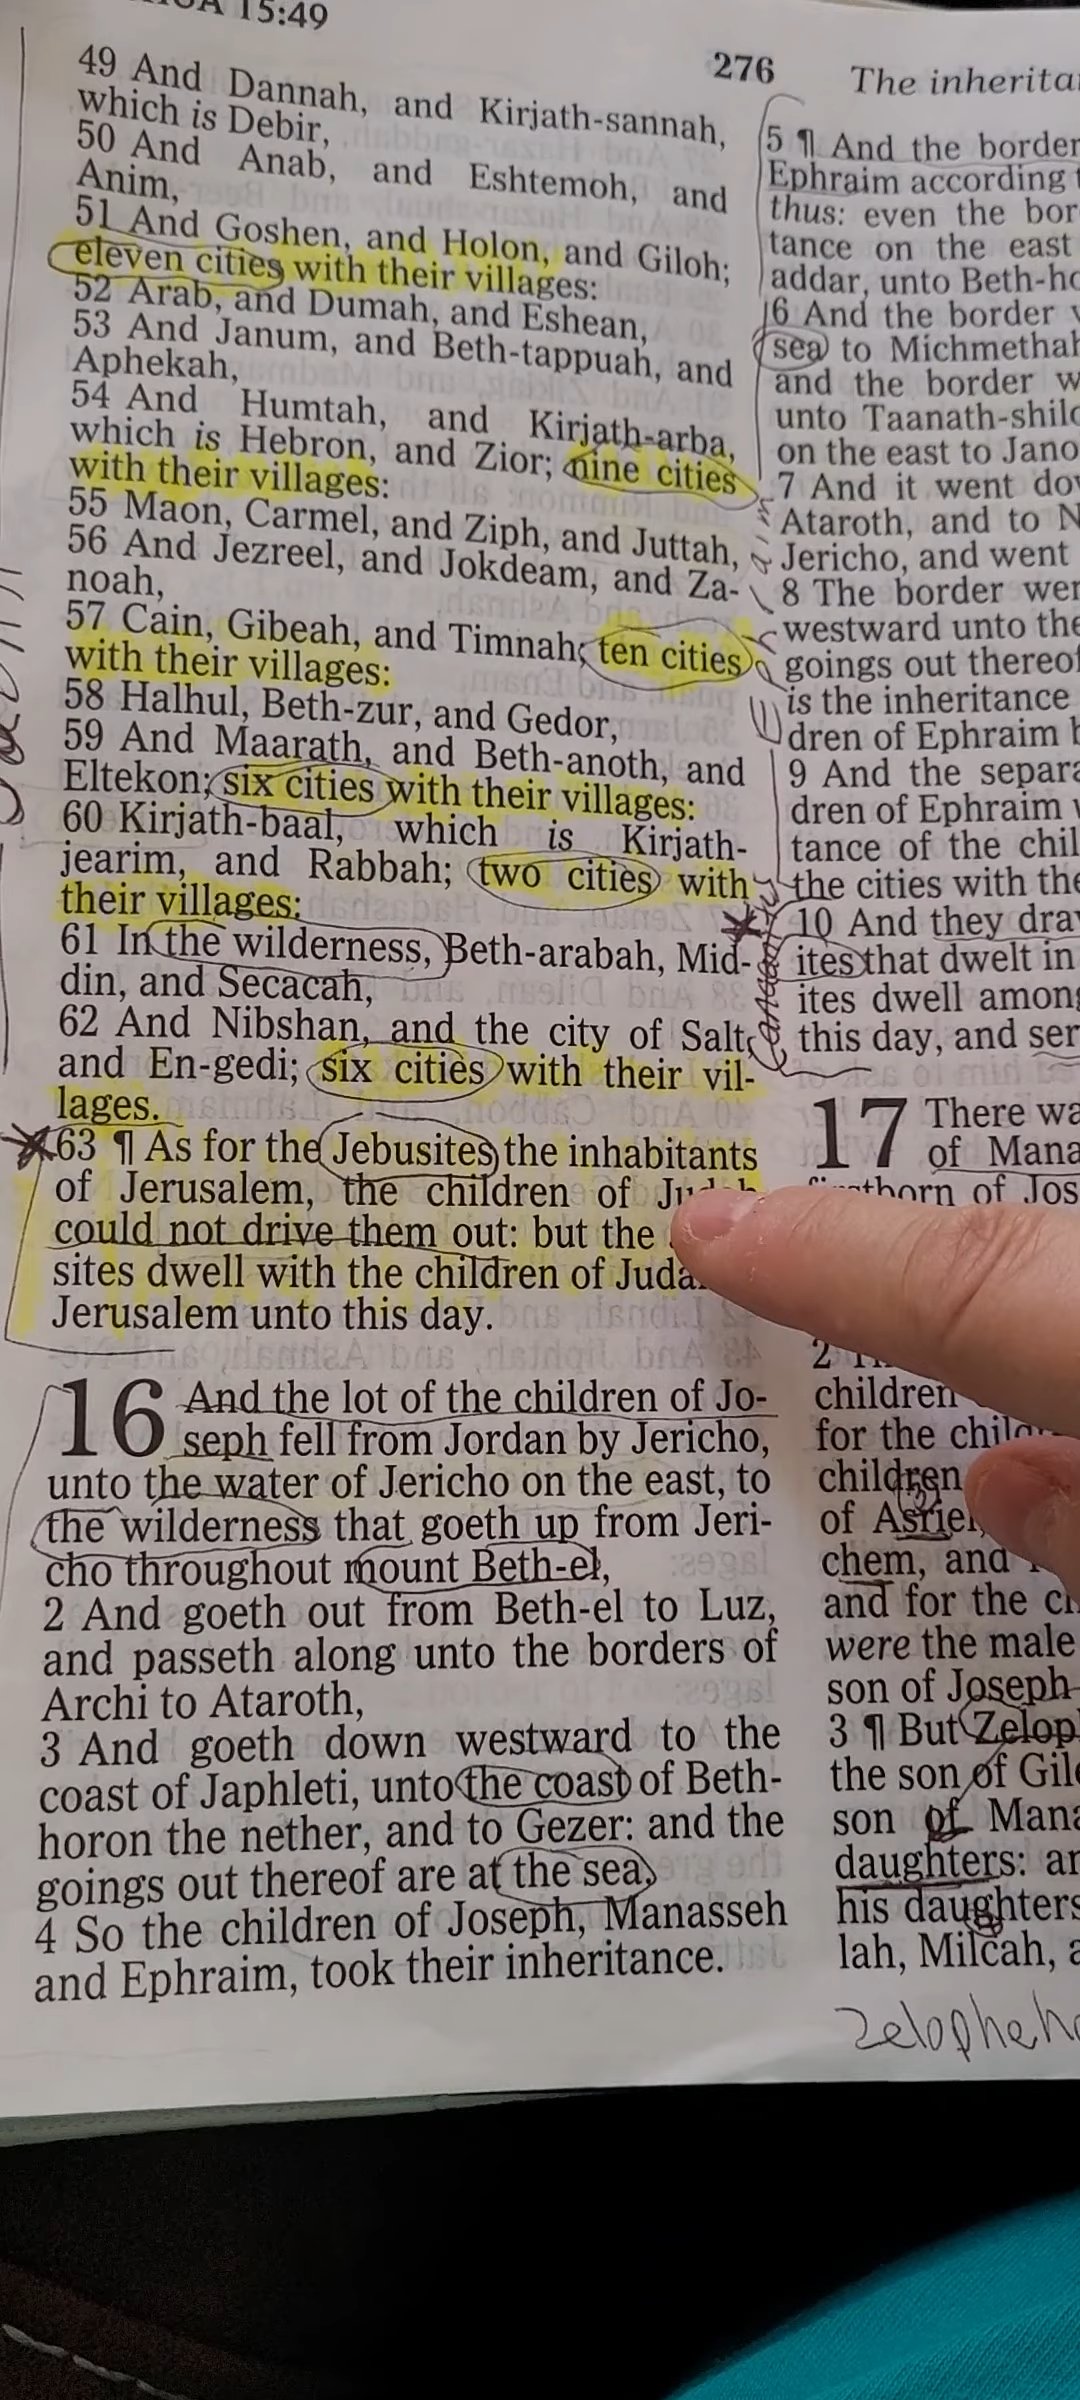 15:49
276
The inherita
49 And Dannah, and Kirjath-sannah,
which is Debir,
50 And Anab, and Eshtemoh, and
Anim,
51 And Goshen, and Holon, and Giloh;
eleven cities with their villages:
52 Arab, and Dumah, and Eshean,
53 And Janum, and Beth-tappuah, and
Aphekah,
54 And Humtah, and Kirjath-arba,
which is Hebron, and Zior; nine cities
with their villages:
55 Maon, Carmel, and Ziph, and Juttah,
56 And Jezreel, and Jokdeam, and Za-
noah,
57 Cain, Gibeah, and Timnah; ten cities
with their villages:
58 Halhul, Beth-zur, and Gedor,
59 And Maarath, and Beth-anoth, and
Eltekon; six cities with their villages:
60 Kirjath-baal, which is Kirjath-
jearim, and Rabbah; two cities with
their villages:
61 In the wilderness, Beth-arabah, Mid-
din, and Secacah,
62 And Nibshan, and the city of Salt,
and En-gedi; six cities with their vil-
lages.
63 ¶ As for the Jebusites the inhabitants
of Jerusalem, the children of
could not drive them out: but the
sites dwell with the children of Juda
Jerusalem unto this day.
16 And the lot of the children of Jo-
seph fell from Jordan by Jericho,
unto the water of Jericho on the east, to
the wilderness that goeth up from Jeri-
cho throughout mount Beth-el,
2 And goeth out from Beth-el to Luz,
and passeth along unto the borders of
Archi to Ataroth,
3 And goeth down westward to the
coast of Japhleti, unto the coast of Beth-
horon the nether, and to Gezer: and the
goings out thereof are at the sea.
4 So the children of Joseph, Manasseh
and Ephraim, took their inheritance.
5 ¶ And the border
Ephraim according
thus: even the bor
tance on the east
addar, unto Beth-ho
6 And the border
sea to Michmethah
and the border w
unto Taanath-shilo
on the east to Jano
7 And it went dow
Ataroth, and to N
Jericho, and went
8 The border wen
westward unto the
goings out thereof
is the inheritance
dren of Ephraim b
9 And the separa
dren of Ephraim
tance of the chil
the cities with the
10 And they drav
ites that dwelt in
ites dwell among
this day, and ser
17 There wa
of Mana
of Jos
2
children
for the child
children
of Asriel,
chem, and
and for the
were the male
son of Joseph
3 ¶ But Zelop
the son of Gile
son of Mana
daughters: an
his daughters
lah, Milcah, a
Zelopheh